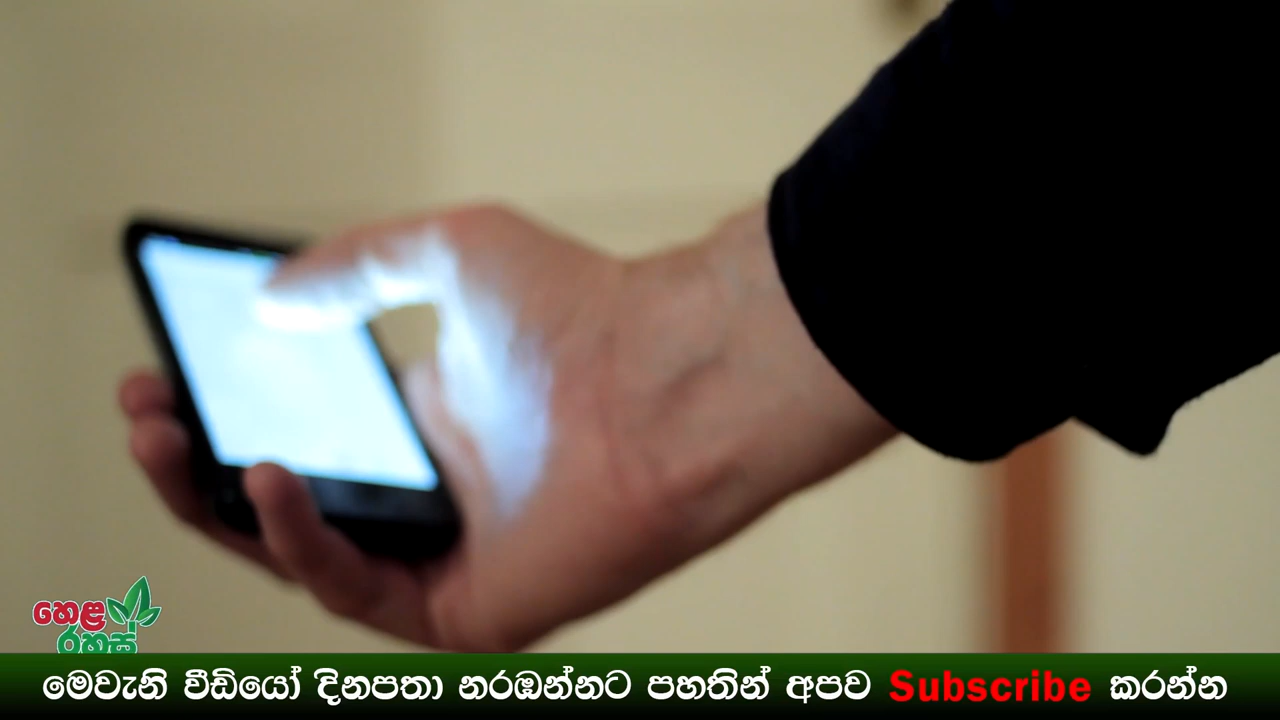 හෙළ
රහස්
මෙවැනි වීඩියෝ දිනපතා නරඹන්නට පහතින් අපව Subscribe කරන්න